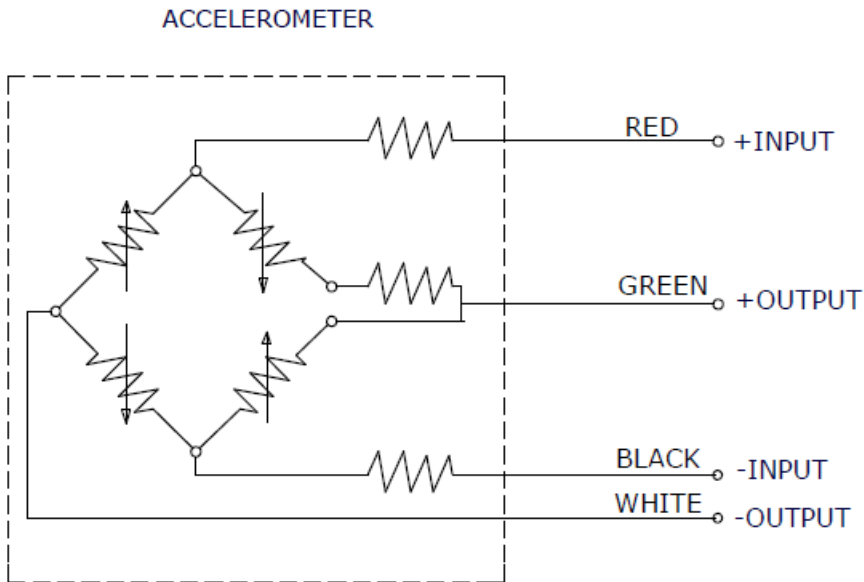 ACCELEROMETER
RED +INPUT
GREEN +OUTPUT
BLACK -INPUT
WHITE -OUTPUT